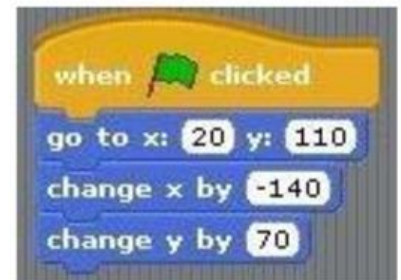 when clicked
go to x: 20 y: 110
change x by -140
change y by 70